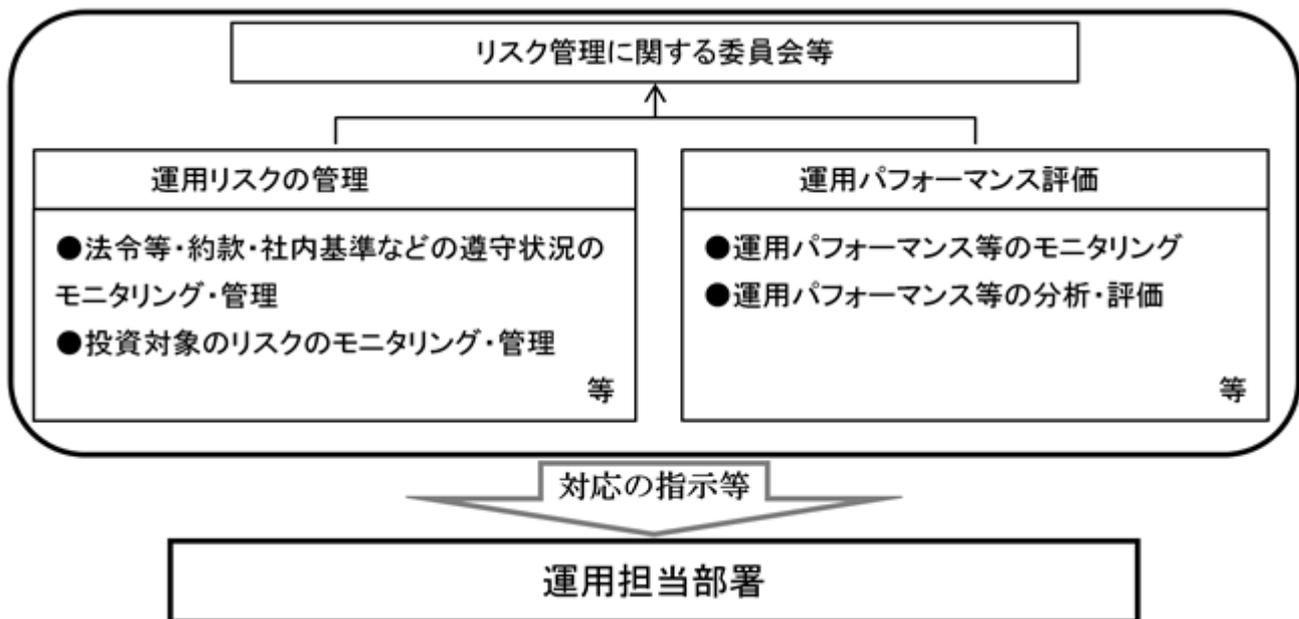 リスク管理に関する委員会等
運用リスクの管理
●法令等・約款・社内基準などの遵守状況の
モニタリング・管理
●投資対象のリスクのモニタリング・管理
等
運用パフォーマンス評価
●運用パフォーマンス等のモニタリング
●運用パフォーマンス等の分析・評価
等
対応の指示等
運用担当部署